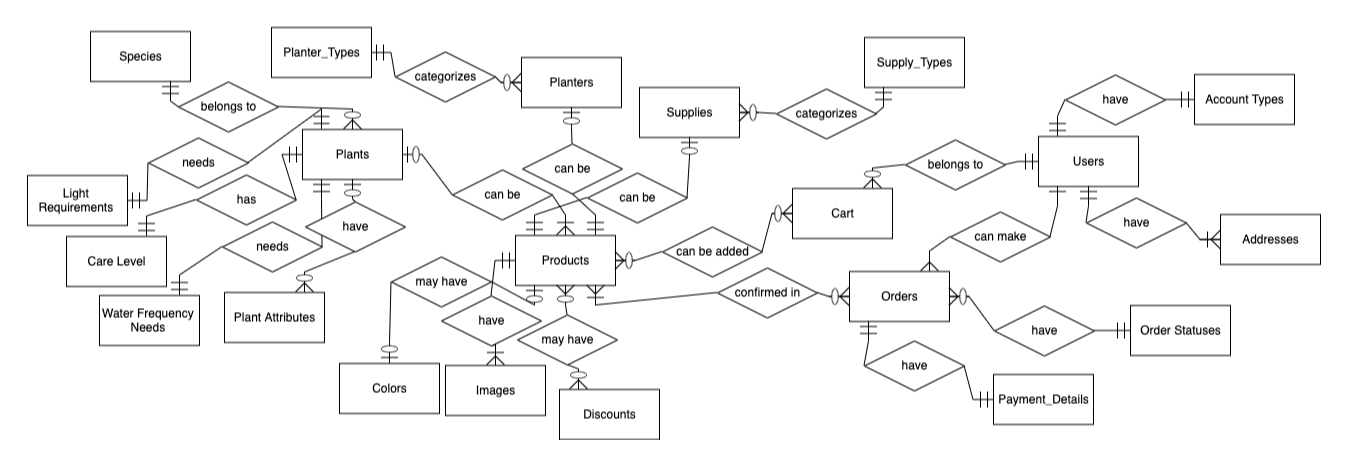 Species
Planter_Types
categorizes
Planters
Supply_Types
Supplies
categorizes
have
Account Types
belongs to
Plants
needs
Light
Requirements
has
Care Level
needs
Water Frequency
Needs
have
Plant Attributes
can be
can be
can be
Products
can be added
Cart
belongs to
Users
have
Addresses
can make
may have
have
may have
Colors
Images
Discounts
confirmed in
Orders
have
Order Statuses
have
Payment_Details